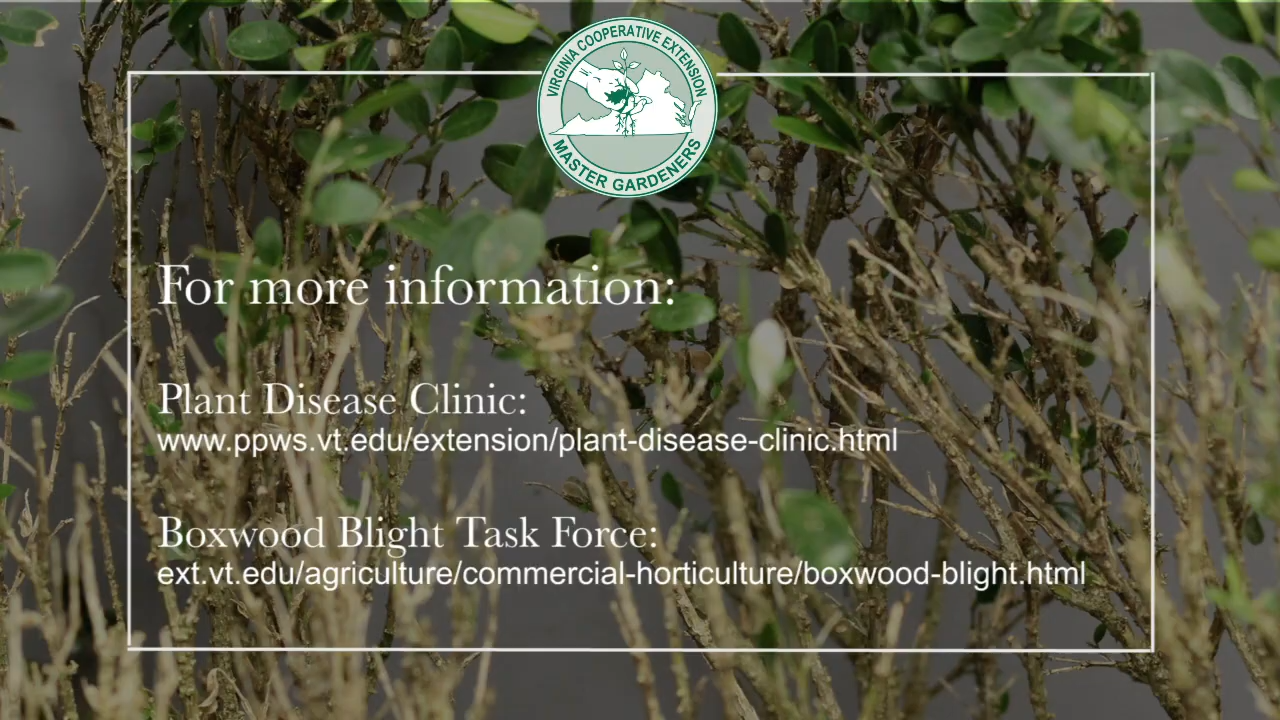 VIRGINIA COOPERATIVE EXTENSION
MASTER GARDENERS
For more information:
Plant Disease Clinic:
www.ppws.vt.edu/extension/plant-disease-clinic.html
Boxwood Blight Task Force:
ext.vt.edu/agriculture/commercial-horticulture/boxwood-blight.html